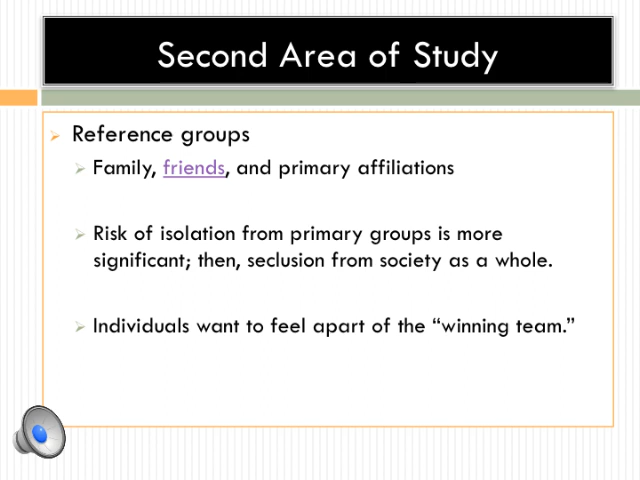 Second Area of Study
Reference groups
Family, friends, and primary affiliations
Risk of isolation from primary groups is more
significant; then, seclusion from society as a whole.
Individuals want to feel apart of the “winning team.”